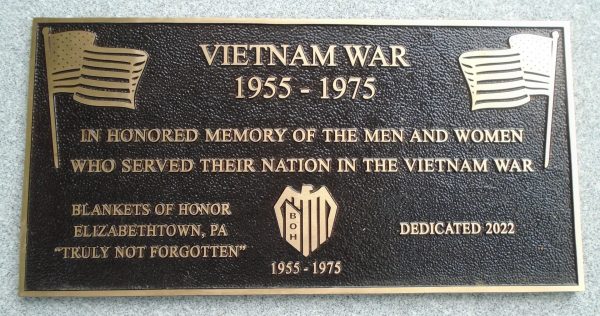 VIETNAM WAR
1955 - 1975
IN HONORED MEMORY OF THE MEN AND WOMEN
WHO SERVED THEIR NATION IN THE VIETNAM WAR
BLANKETS OF HONOR
ELIZABETHTOWN, PA
"TRULY NOT FORGOTTEN"
BOH
1955 - 1975
DEDICATED 2022